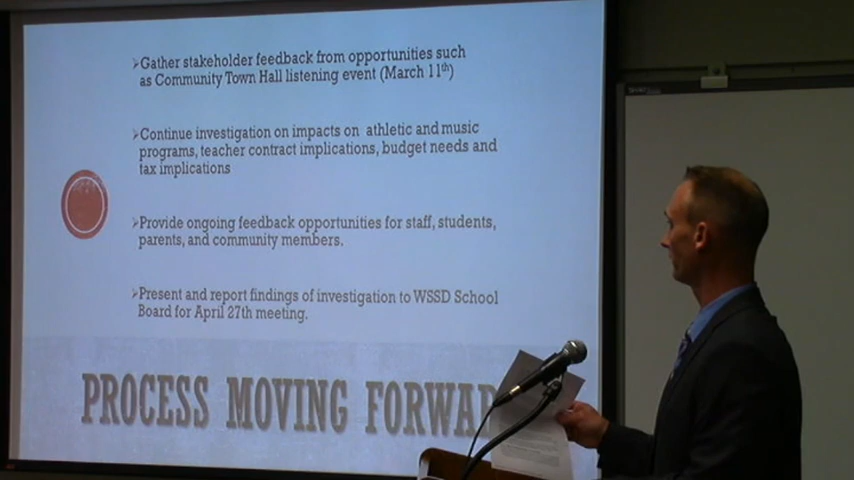 ➢Gather stakeholder feedback from opportunities such
as Community Town Hall listening event (March 11th)
➢Continue investigation on impacts on athletic and music
programs, teacher contract implications, budget needs and
tax implications
➢Provide ongoing feedback opportunities for staff, students,
parents, and community members.
➢Present and report findings of investigation to WSSD School
Board for April 27th meeting.
PROCESS MOVING FORWA